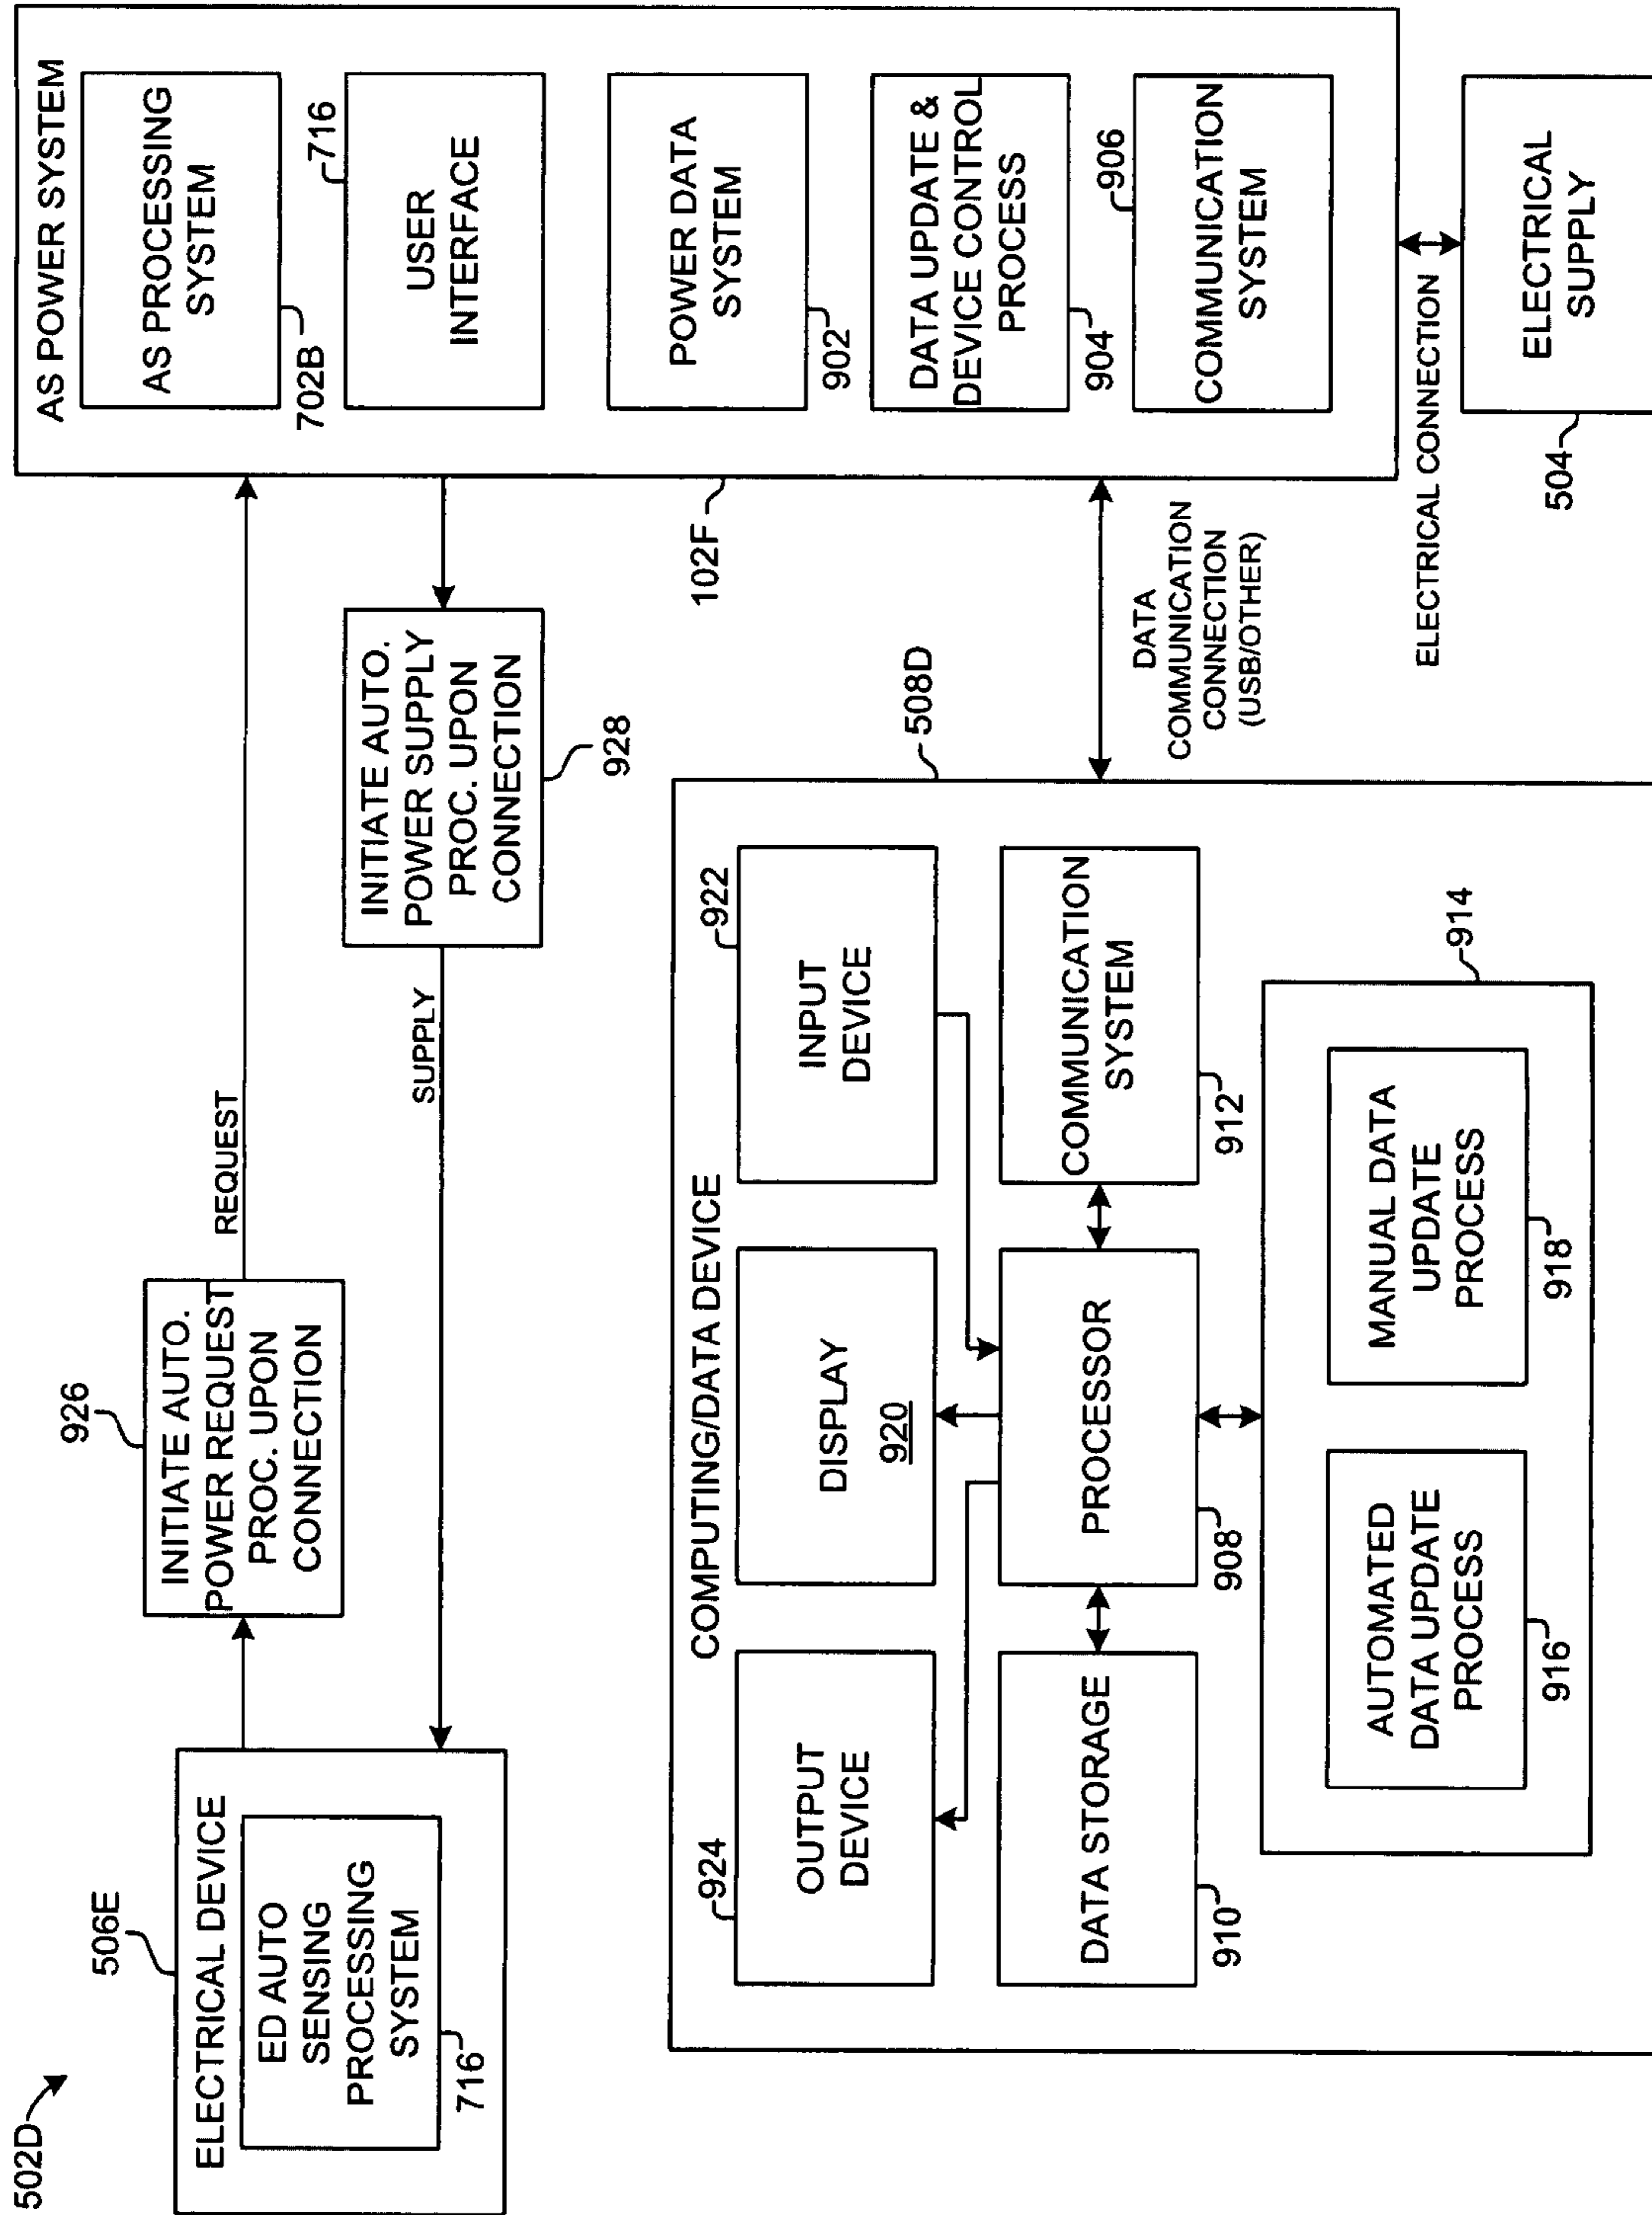 502D
506E
ELECTRICAL DEVICE
ED AUTO
SENSING
PROCESSING
SYSTEM
716
926
INITIATE AUTO.
POWER REQUEST
PROC. UPON
CONNECTION
REQUEST
SUPPLY
INITIATE AUTO.
POWER SUPPLY
PROC. UPON
CONNECTION
928
AS POWER SYSTEM
AS PROCESSING
SYSTEM
702B
716
USER
INTERFACE
POWER DATA
SYSTEM
902
DATA UPDATE &
DEVICE CONTROL
PROCESS
904
906
COMMUNICATION
SYSTEM
102F
DATA
COMMUNICATION
CONNECTION
(USB/OTHER)
ELECTRICAL CONNECTION
ELECTRICAL
SUPPLY
504
508D
COMPUTING/DATA DEVICE
924
OUTPUT
DEVICE
DISPLAY
920
922
INPUT
DEVICE
DATA STORAGE
910
PROCESSOR
908
COMMUNICATION
SYSTEM
912
914
AUTOMATED
DATA UPDATE
PROCESS
916
MANUAL DATA
UPDATE
PROCESS
918